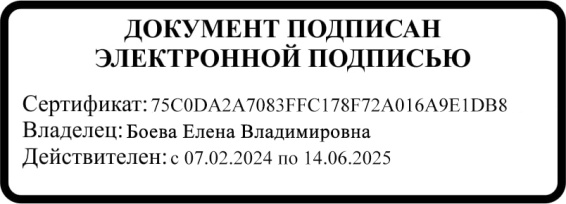 ДОКУМЕНТ ПОДПИСАН
ЭЛЕКТРОННОЙ ПОДПИСЬЮ
Сертификат: 75C0DA2A7083FFC178F72A016A9E1DB8
Владелец: Боева Елена Владимировна
Действителен: с 07.02.2024 по 14.06.2025